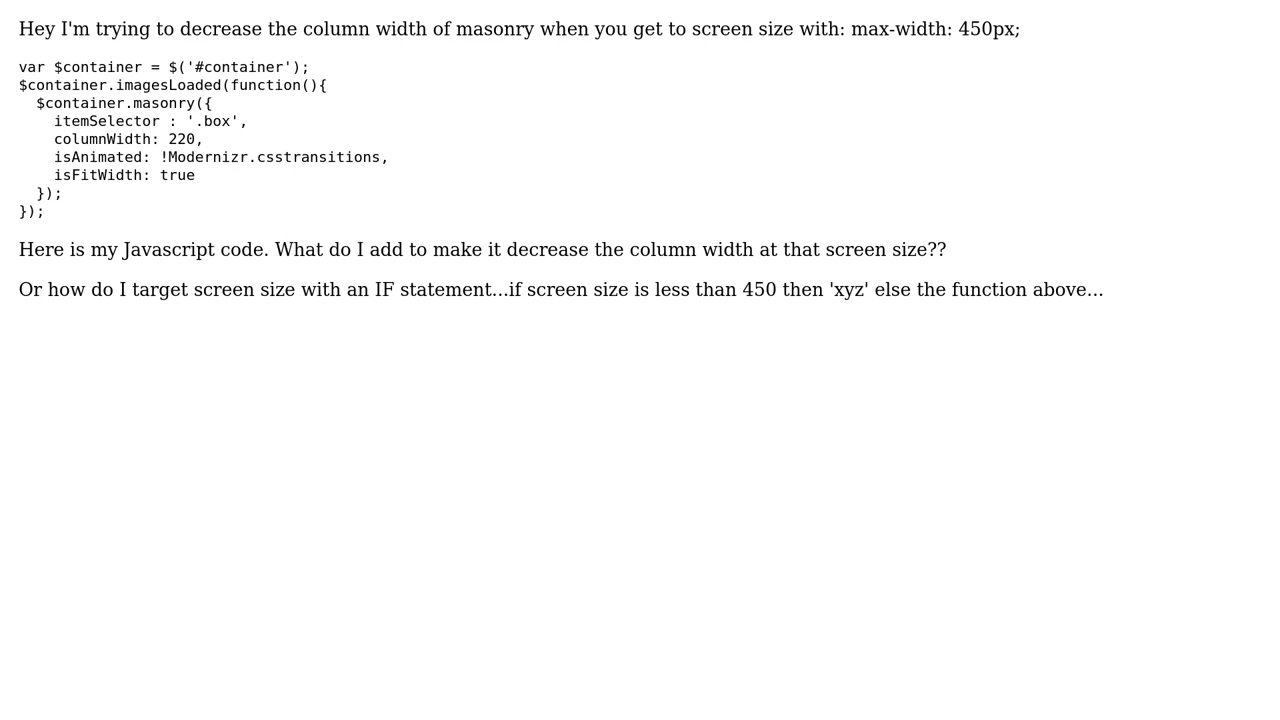 Hey I'm trying to decrease the column width of masonry when you get to screen size with: max-width: 450px;
var $container = $('#container');
$container.imagesLoaded(function(){
  $container.masonry({
    itemSelector : '.box',
    columnWidth: 220,
    isAnimated: !Modernizr.csstransitions,
    isFitWidth: true
  });
});
Here is my Javascript code. What do I add to make it decrease the column width at that screen size??
Or how do I target screen size with an IF statement...if screen size is less than 450 then 'xyz' else the function above...